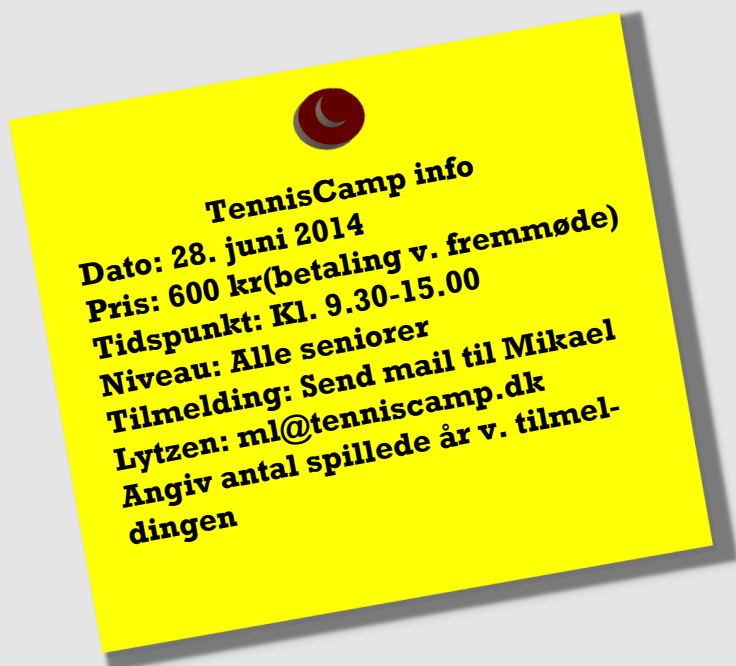 TennisCamp info
Dato: 28. juni 2014
Pris: 600 kr(betaling v. fremmøde)
Tidspunkt: Kl. 9.30-15.00
Niveau: Alle seniorer
Tilmelding: Send mail til Mikael
Lytzen: ml@tenniscamp.dk
Angiv antal spillede år v. tilmel-
dingen